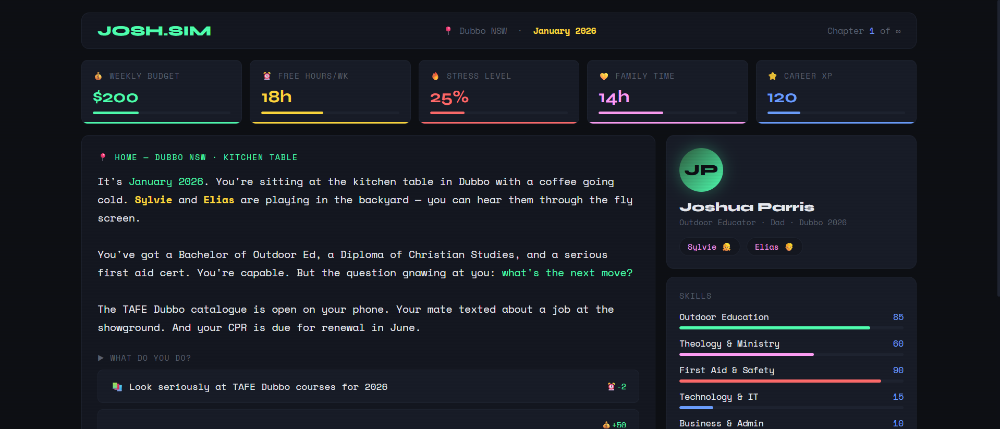 JOSH.SIM
📍 Dubbo NSW · January 2026
Chapter 1 of ∞
💰 WEEKLY BUDGET
$200
⏰ FREE HOURS/WK
18h
🔥 STRESS LEVEL
25%
🧡 FAMILY TIME
14h
⭐ CAREER XP
120
📍 HOME — DUBBO NSW · KITCHEN TABLE
It's January 2026. You're sitting at the kitchen table in Dubbo with a coffee going
cold. Sylvie and Elias are playing in the backyard — you can hear them through the fly
screen.
You've got a Bachelor of Outdoor Ed, a Diploma of Christian Studies, and a serious
first aid cert. You're capable. But the question gnawing at you: what's the next move?
The TAFE Dubbo catalogue is open on your phone. Your mate texted about a job at the
showground. And your CPR is due for renewal in June.
▶ WHAT DO YOU DO?
📚 Look seriously at TAFE Dubbo courses for 2026
⏰-2
💰+50
JP
Joshua Parris
Outdoor Educator · Dad · Dubbo 2026
Sylvie 👧
Elias 👦
SKILLS
Outdoor Education 85
Theology & Ministry 60
First Aid & Safety 90
Technology & IT 15
Business & Admin 10